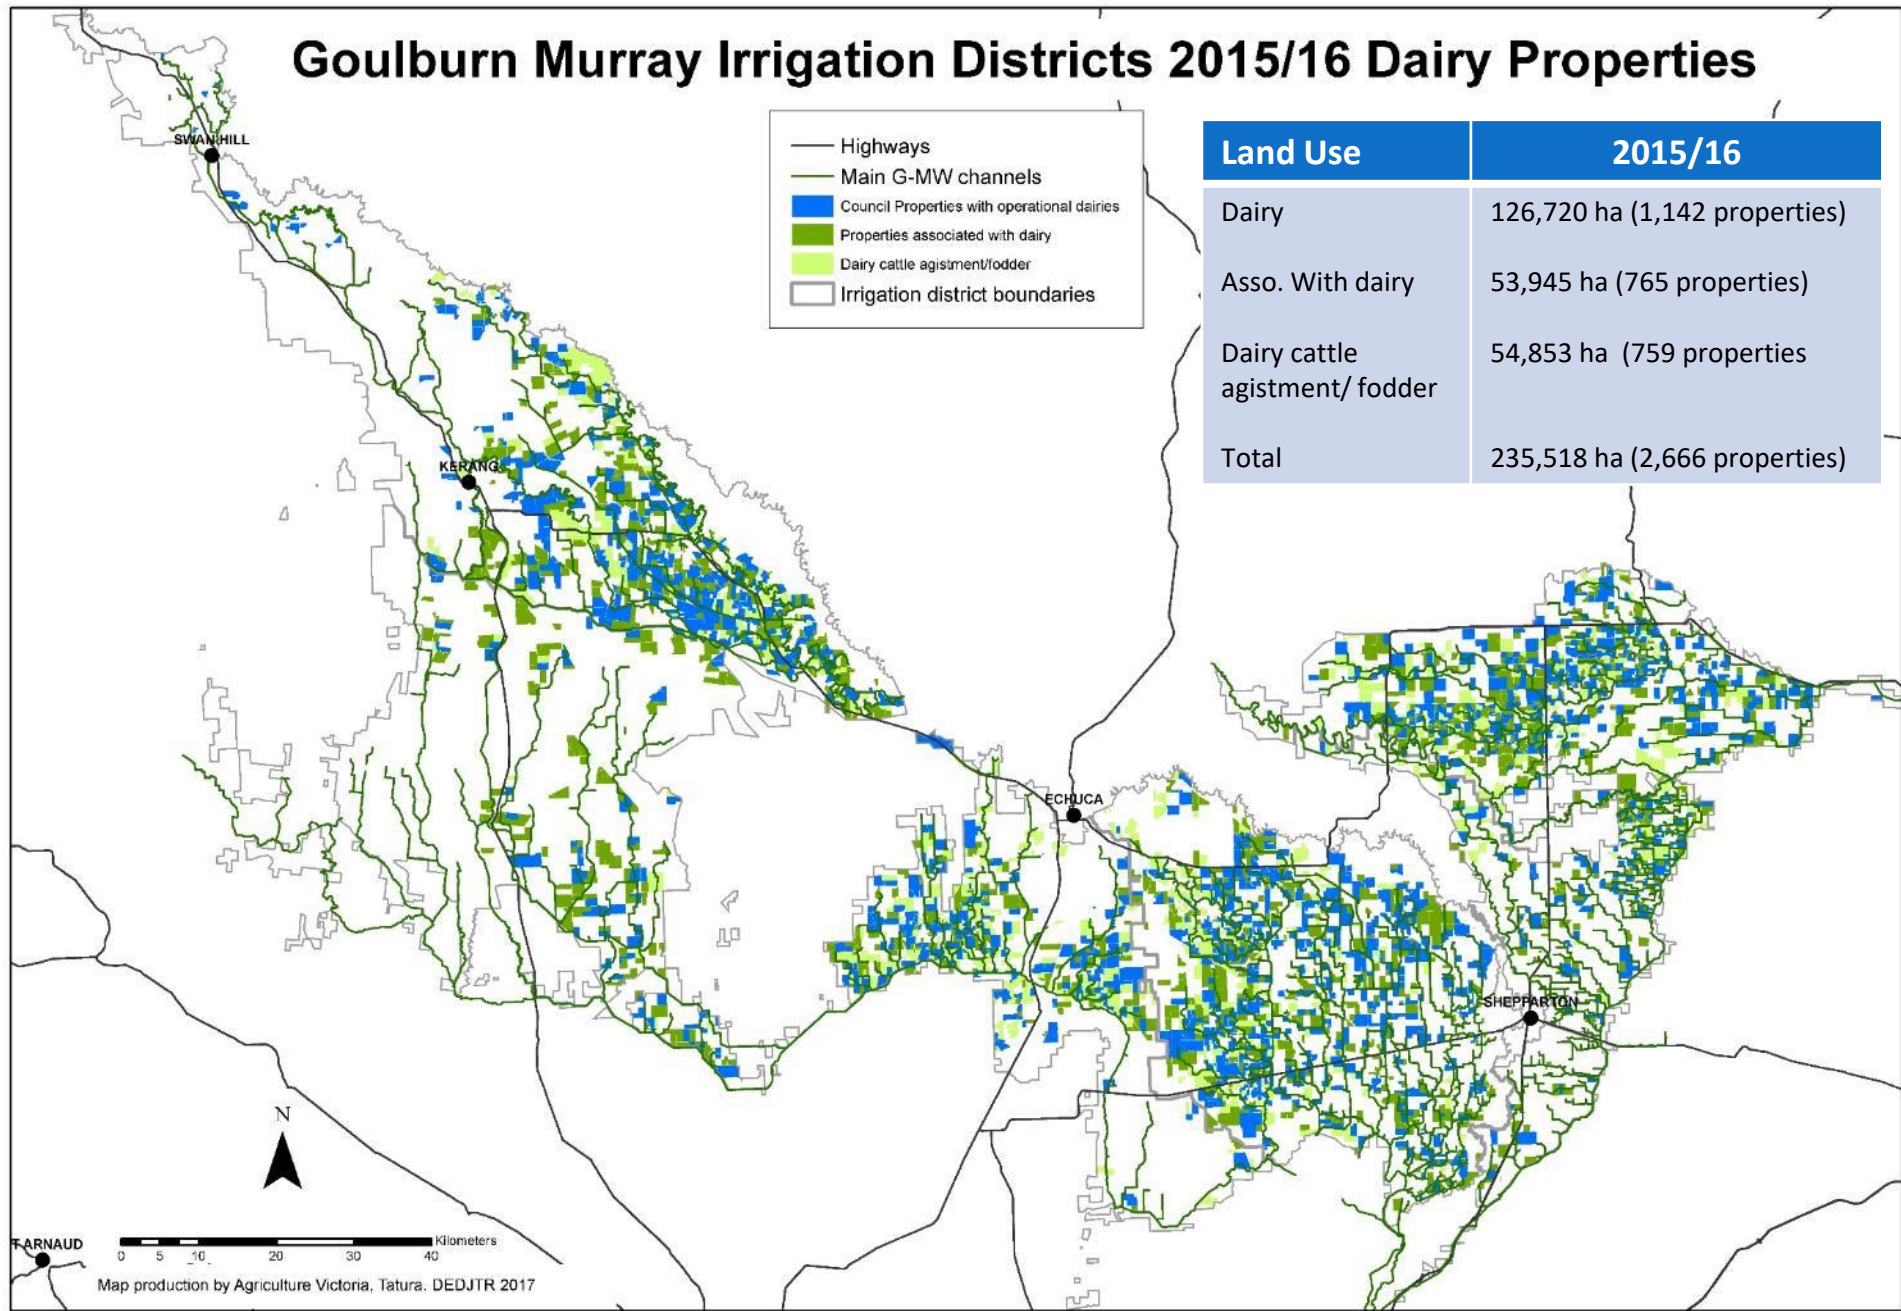 Goulburn Murray Irrigation Districts 2015/16 Dairy Properties
Highways
Main G-MW channels
Council Properties with operational dairies
Properties associated with dairy
Dairy cattle agistment/fodder
Irrigation district boundaries
Land Use 2015/16
Dairy 126,720 ha (1,142 properties)
Asso. With dairy 53,945 ha (765 properties)
Dairy cattle 54,853 ha (759 properties
agistment/ fodder
Total 235,518 ha (2,666 properties)
SWAN HILL
KERANG
ECHUCA
SHEPPARTON
N
T ARNAUD
Kilometers
0 5 10 20 30 40
Map production by Agriculture Victoria, Tatura. DEDJTR 2017